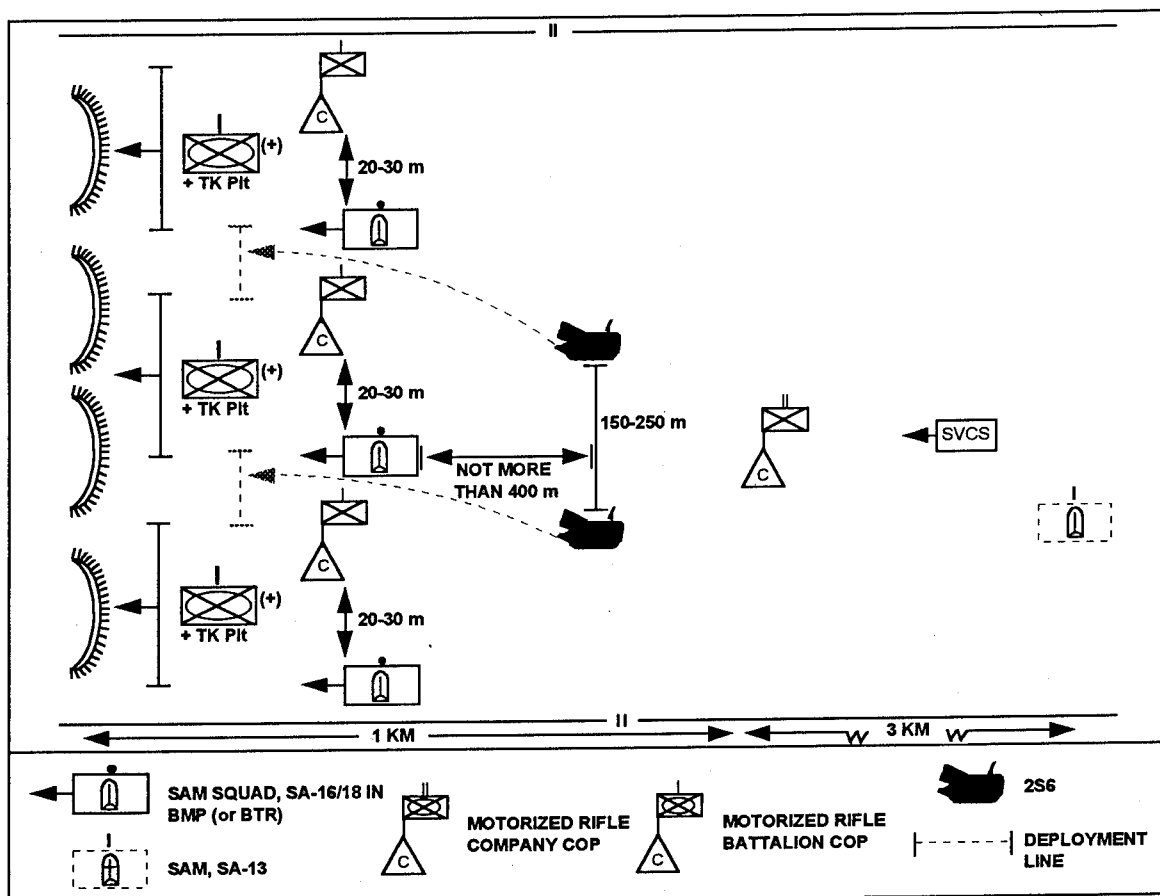 II
C
(+)
20-30 m
+ TK Plt
C
(+)
20-30 m
+ TK Plt
150-250 m
SVCS
NOT MORE
THAN 400 m
C
C
(+)
20-30 m
+ TK Plt
II
1 KM
3 KM
SAM SQUAD, SA-16/18 IN
BMP (or BTR)
SAM, SA-13
C
MOTORIZED RIFLE
COMPANY COP
C
MOTORIZED RIFLE
BATTALION COP
2S6
DEPLOYMENT
LINE